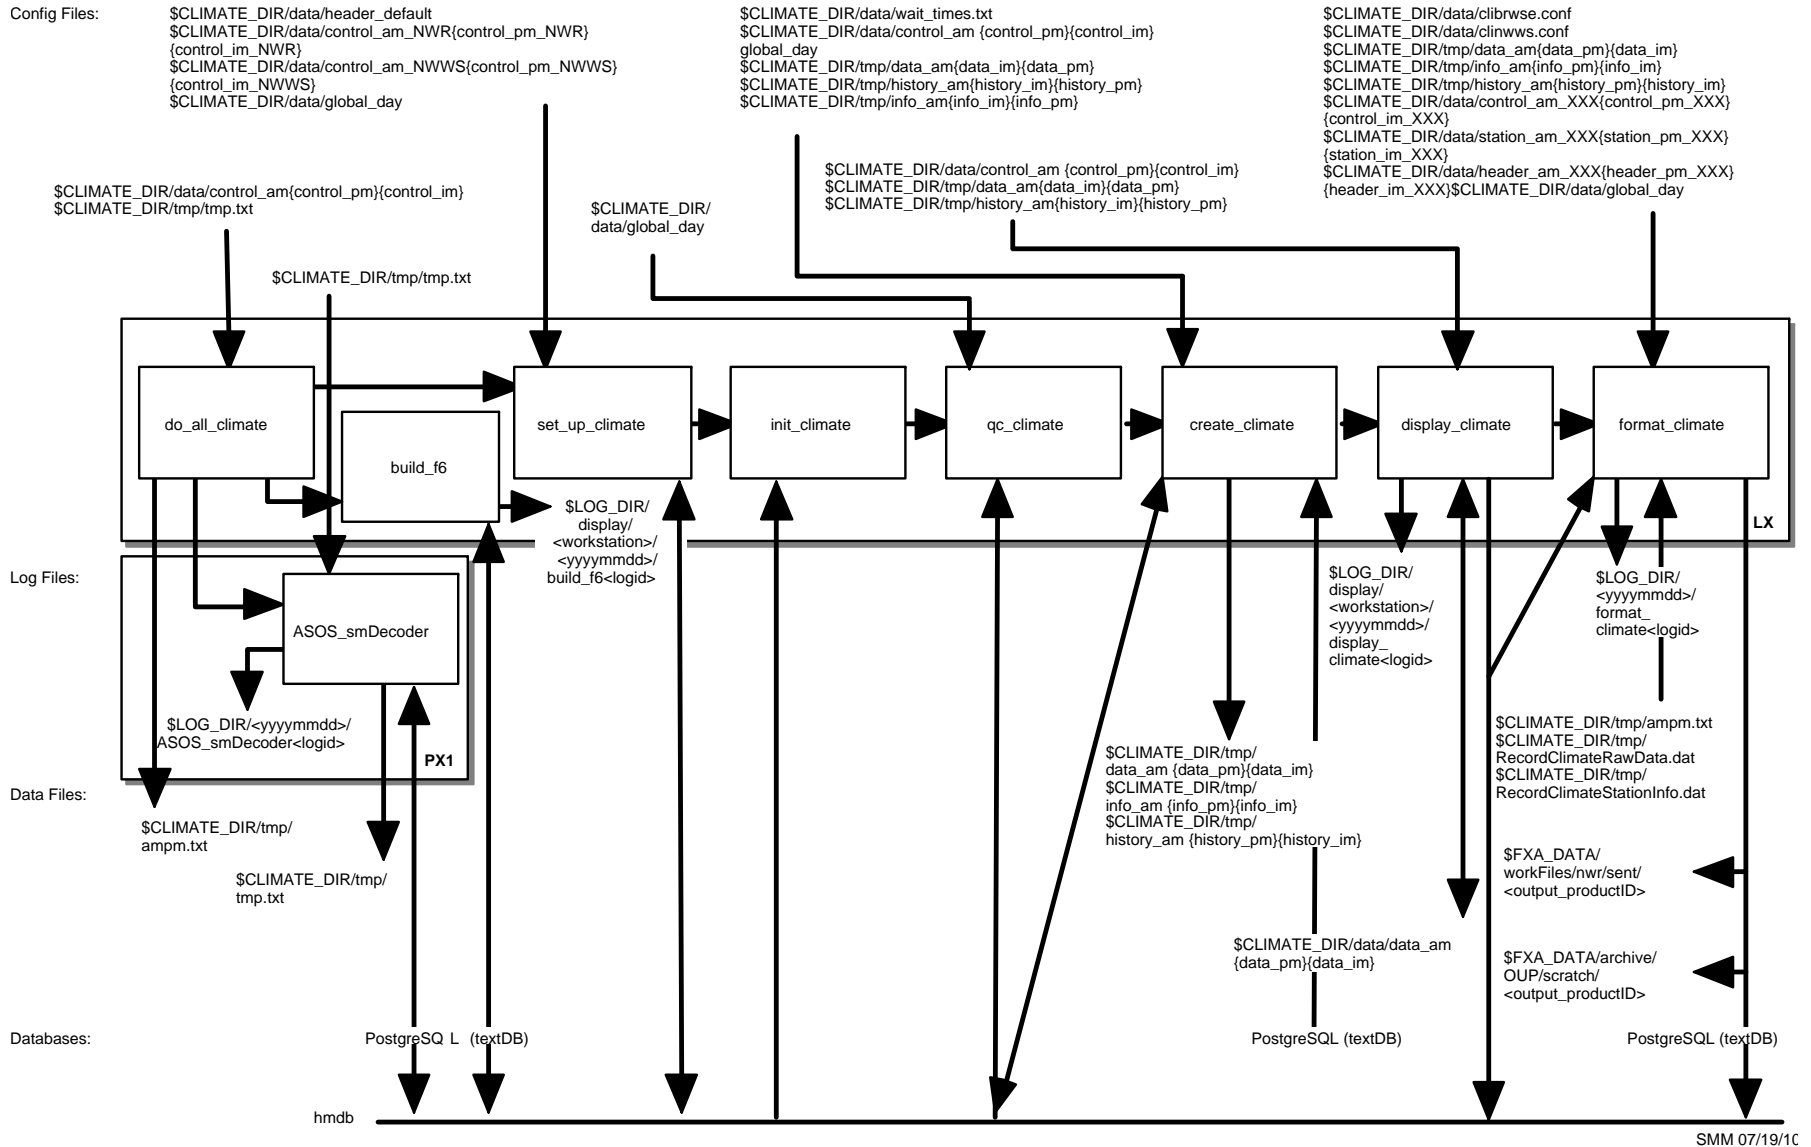 Config Files:
$CLIMATE_DIR/data/header_default
$CLIMATE_DIR/data/control_am_NWR{control_pm_NWR}
{control_im_NWR}
$CLIMATE_DIR/data/control_am_NWWS{control_pm_NWWS}
{control_im_NWWS}
$CLIMATE_DIR/data/global_day
$CLIMATE_DIR/data/wait_times.txt
$CLIMATE_DIR/data/control_am {control_pm}{control_im}
global_day
$CLIMATE_DIR/tmp/data_am{data_im}{data_pm}
$CLIMATE_DIR/tmp/history_am{history_im}{history_pm}
$CLIMATE_DIR/tmp/info_am{info_im}{info_pm}
$CLIMATE_DIR/data/clibrwse.conf
$CLIMATE_DIR/data/clinwws.conf
$CLIMATE_DIR/tmp/data_am{data_pm}{data_im}
$CLIMATE_DIR/tmp/info_am{info_pm}{info_im}
$CLIMATE_DIR/tmp/history_am{history_pm}{history_im}
$CLIMATE_DIR/data/control_am_XXX{control_pm_XXX}
{control_im_XXX}
$CLIMATE_DIR/data/station_am_XXX{station_pm_XXX}
{station_im_XXX}
$CLIMATE_DIR/data/header_am_XXX{header_pm_XXX}
{header_im_XXX}$CLIMATE_DIR/data/global_day
$CLIMATE_DIR/data/control_am{control_pm}{control_im}
$CLIMATE_DIR/tmp/tmp.txt
$CLIMATE_DIR/
data/global_day
$CLIMATE_DIR/data/control_am {control_pm}{control_im}
$CLIMATE_DIR/tmp/data_am{data_im}{data_pm}
$CLIMATE_DIR/tmp/history_am{history_im}{history_pm}
$CLIMATE_DIR/tmp/tmp.txt
do_all_climate
build_f6
set_up_climate
init_climate
qc_climate
create_climate
display_climate
format_climate
LX
$LOG_DIR/
display/
<workstation>/
<yyyymmdd>/
build_f6<logid>
Log Files:
ASOS_smDecoder
$LOG_DIR/<yyyymmdd>/
ASOS_smDecoder<logid>
PX1
$LOG_DIR/
display/
<workstation>/
<yyyymmdd>/
display_
climate<logid>
$LOG_DIR/
<yyyymmdd>/
format_
climate<logid>
$CLIMATE_DIR/tmp/ampm.txt
$CLIMATE_DIR/tmp/
RecordClimateRawData.dat
$CLIMATE_DIR/tmp/
RecordClimateStationInfo.dat
Data Files:
$CLIMATE_DIR/tmp/
ampm.txt
$CLIMATE_DIR/tmp/
tmp.txt
$CLIMATE_DIR/tmp/
data_am {data_pm}{data_im}
$CLIMATE_DIR/tmp/
info_am {info_pm}{info_im}
$CLIMATE_DIR/tmp/
history_am {history_pm}{history_im}
$FXA_DATA/
workFiles/nwr/sent/
<output_productID>
$CLIMATE_DIR/data/data_am
{data_pm}{data_im}
$FXA_DATA/archive/
OUP/scratch/
<output_productID>
Databases:
PostgreSQ L (textDB)
PostgreSQL (textDB)
PostgreSQL (textDB)
hmdb
SMM 07/19/10